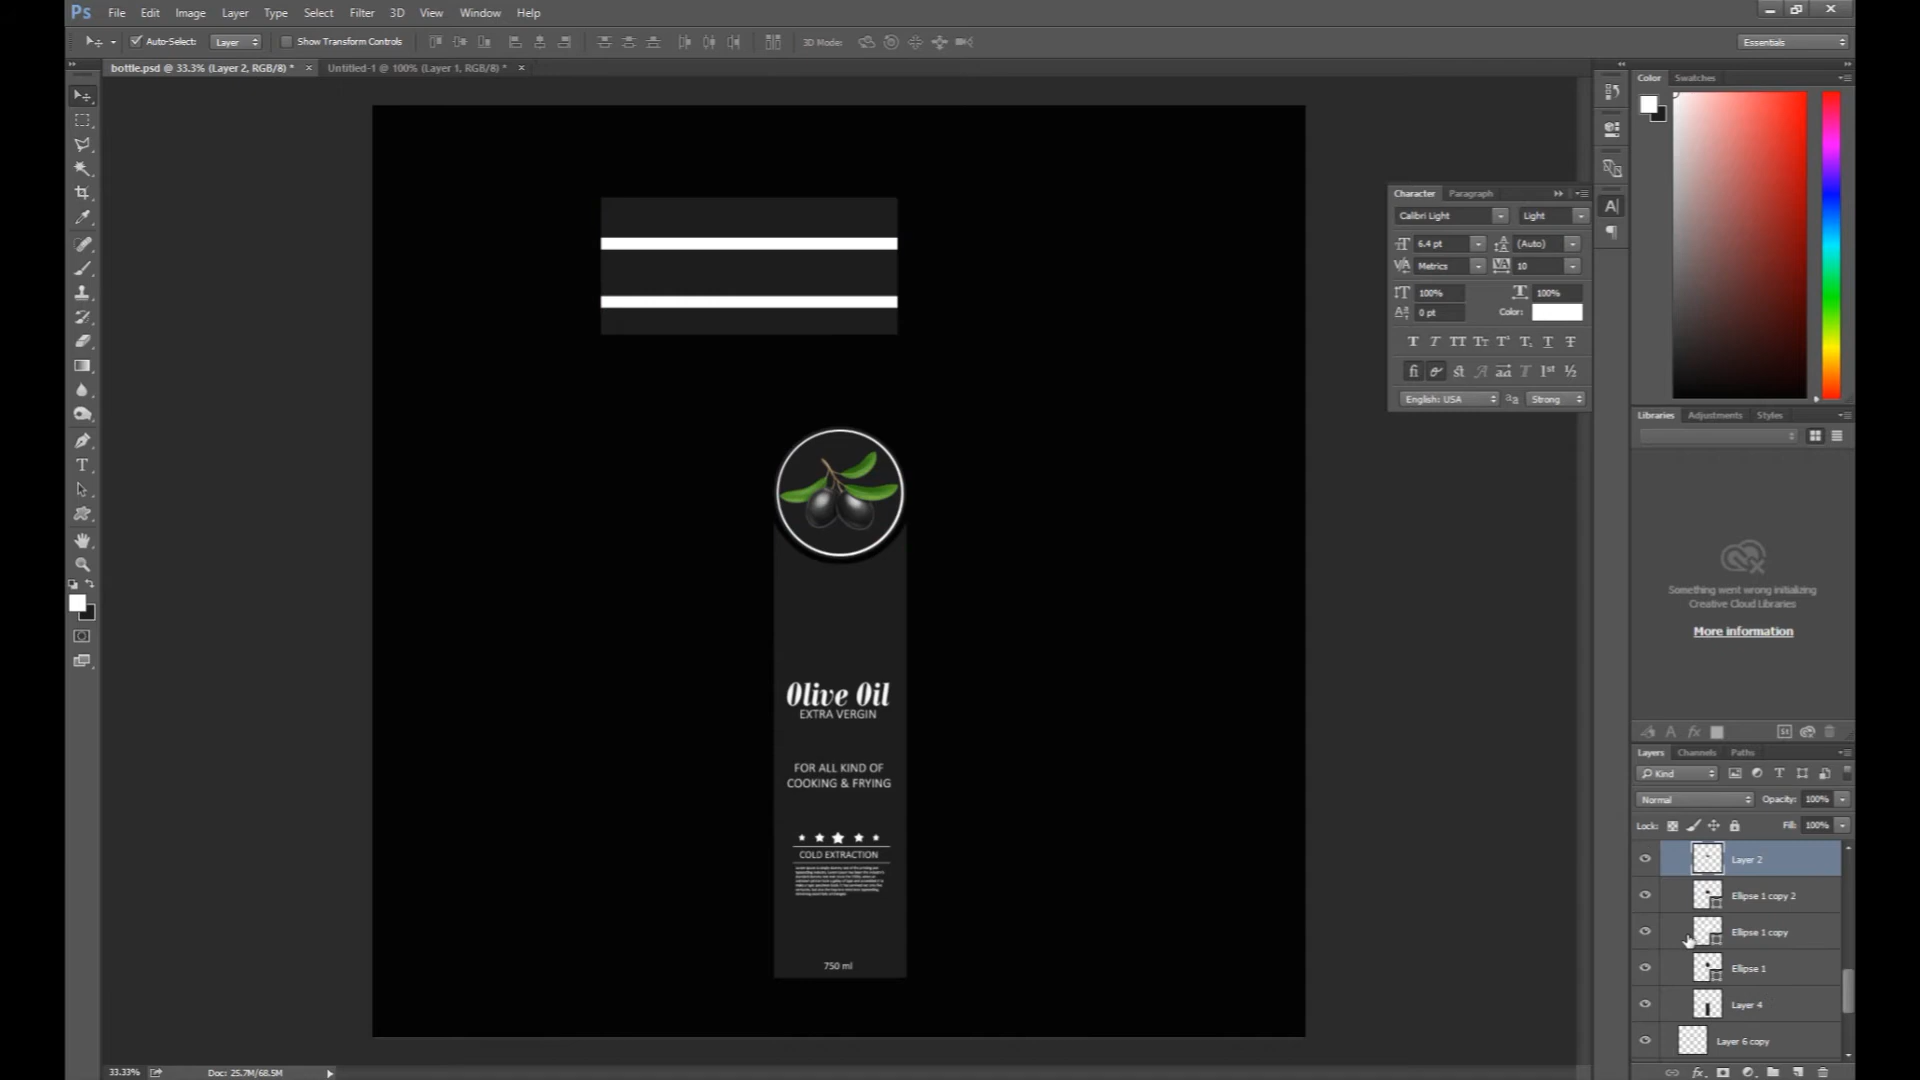 Ps File Edit Image Layer Type Select Filter 3D View Window Help
Auto-Select: Layer Show Transform Controls 3D Mode: Essentials
bottle.psd @ 33.3% (Layer 2, RGB/8) * × Untitled-1 @ 100% (Layer 1, RGB/8) * ×
Color Swatches
Character Paragraph
Calibri Light Light
6.4 pt (Auto)
Metrics 10
100% 100%
0 pt Color:
English: USA Strong
Libraries Adjustments Styles
Something went wrong initializing
Creative Cloud Libraries
More information
Olive Oil
EXTRA VERGIN
FOR ALL KIND OF
COOKING & FRYING
COLD EXTRACTION
750 ml
Layers Channels Paths
Kind
Normal Opacity: 100%
Lock: Fill: 100%
Layer 2
Ellipse 1 copy 2
Ellipse 1 copy
Ellipse 1
Layer 4
Layer 6 copy
33.33% Doc: 25.7M/68.5M